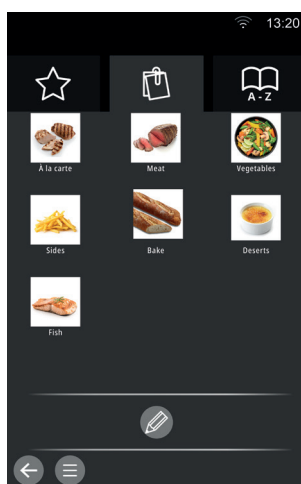 13:20
A - Z
À la carte
Meat
Vegetables
Sides
Bake
Deserts
Fish